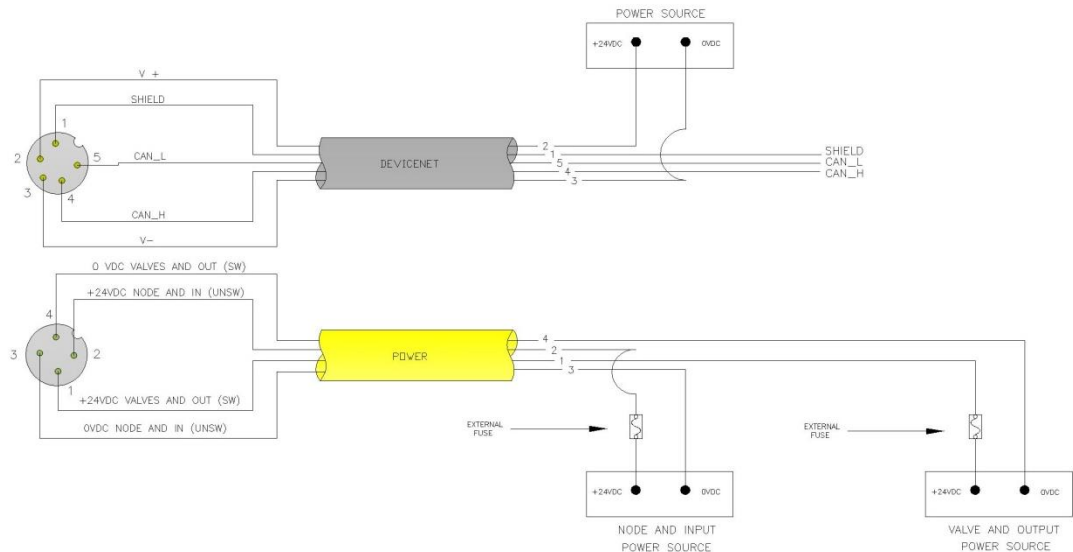 POWER SOURCE
+24VDC 0VDC
V +
SHIELD
1
2
5
CAN_L
3
4
CAN_H
V-
DEVICENET
2
1
5
4
3
SHIELD
CAN_L
CAN_H
0 VDC VALVES AND OUT (SW)
+24VDC NODE AND IN (UNSW)
4
3
2
1
+24VDC VALVES AND OUT (SW)
0VDC NODE AND IN (UNSW)
POWER
4
2
1
3
EXTERNAL
FUSE
EXTERNAL
FUSE
+24VDC 0VDC
+24VDC 0VDC
NODE AND INPUT
POWER SOURCE
VALVE AND OUTPUT
POWER SOURCE